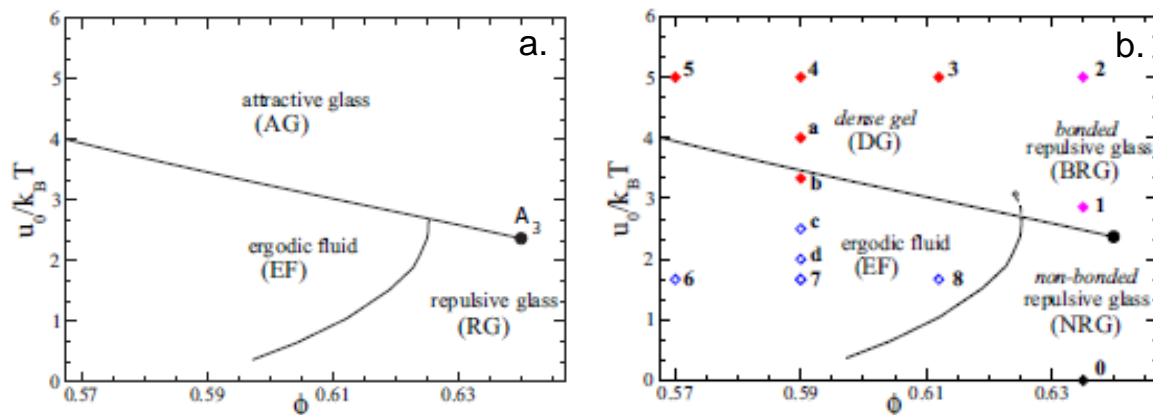 a.
6
5
4
3
2
1
0
u₀/k_BT
attractive glass
(AG)
A₃
ergodic fluid
(EF)
repulsive glass
(RG)
0.57
0.59
0.61
0.63
ϕ
b.
6
5
4
3
2
1
0
u₀/k_BT
5
4
3
2
a
dense gel
(DG)
bonded
repulsive glass
(BRG)
b
?
1
c
d
ergodic fluid
(EF)
6
7
8
non-bonded
repulsive glass
(NRG)
0
0.57
0.59
0.61
0.63
ϕ